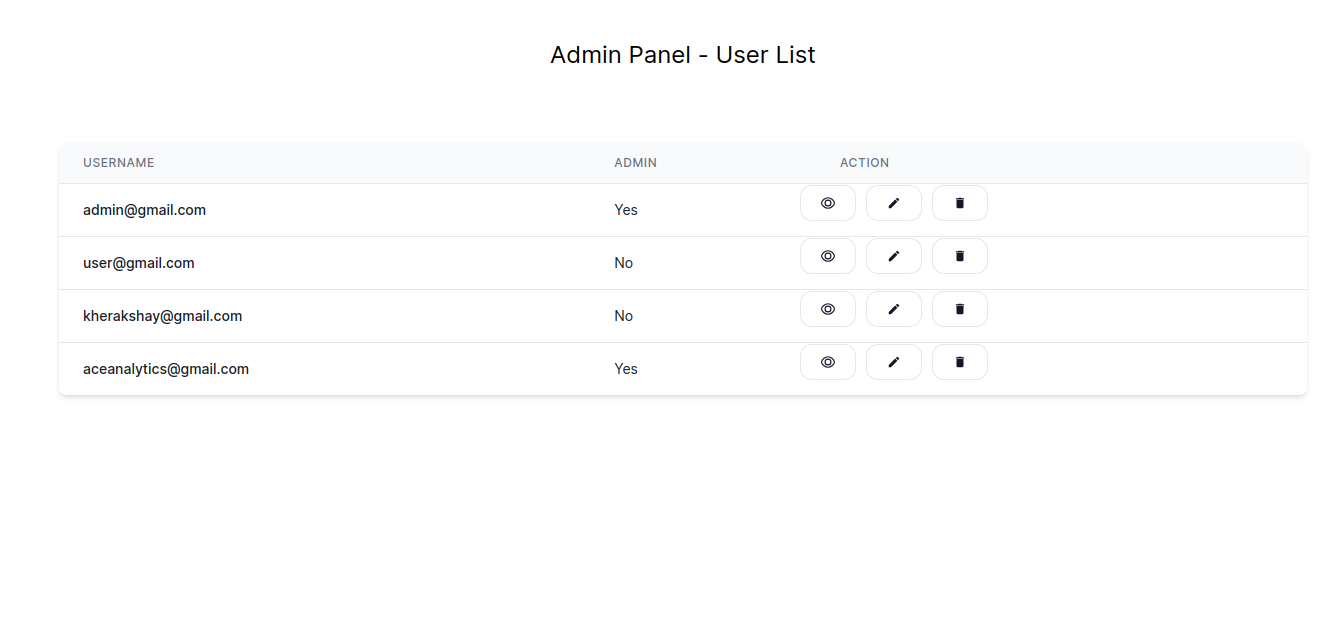 Admin Panel - User List
USERNAME ADMIN ACTION
admin@gmail.com Yes
user@gmail.com No
kherakshay@gmail.com No
aceanalytics@gmail.com Yes